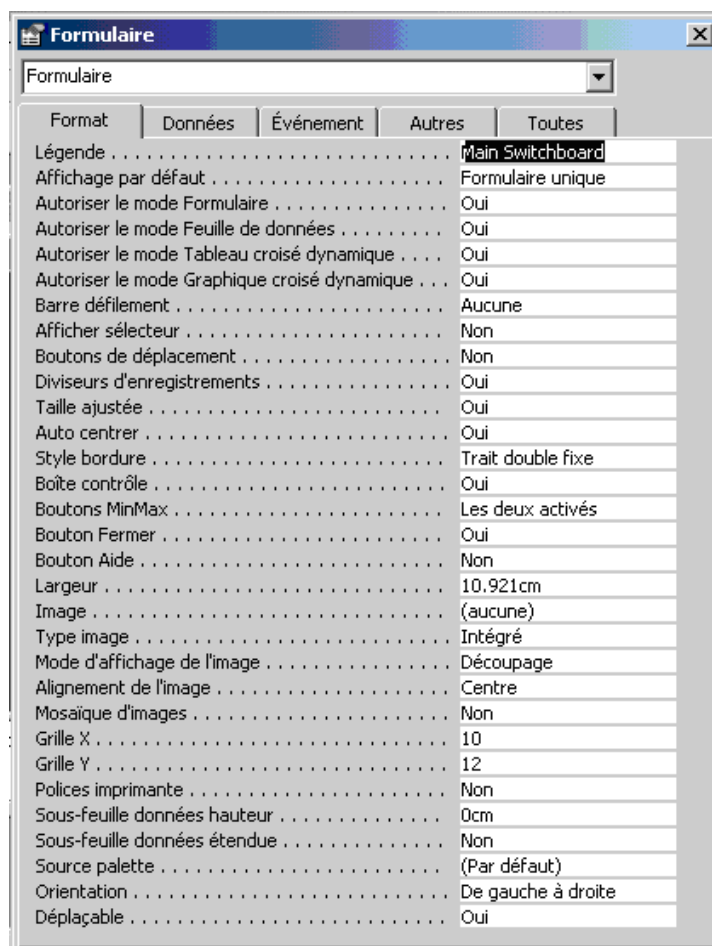 Formulaire
Formulaire
Format Données Événement Autres Toutes
Légende . . . . . . . . . . . . . . . . . . . . . . . . . . . . . Main Switchboard
Affichage par défaut . . . . . . . . . . . . . . . . . . . . Formulaire unique
Autoriser le mode Formulaire . . . . . . . . . . . . . . . Oui
Autoriser le mode Feuille de données . . . . . . . . . Oui
Autoriser le mode Tableau croisé dynamique . . . . Oui
Autoriser le mode Graphique croisé dynamique . . . Oui
Barre défilement . . . . . . . . . . . . . . . . . . . . . . . Aucune
Afficher sélecteur . . . . . . . . . . . . . . . . . . . . . . Non
Boutons de déplacement . . . . . . . . . . . . . . . . . . Non
Diviseurs d'enregistrements . . . . . . . . . . . . . . . . Oui
Taille ajustée . . . . . . . . . . . . . . . . . . . . . . . . . Oui
Auto centrer . . . . . . . . . . . . . . . . . . . . . . . . . . Oui
Style bordure . . . . . . . . . . . . . . . . . . . . . . . . . Trait double fixe
Boîte contrôle . . . . . . . . . . . . . . . . . . . . . . . . . Oui
Boutons MinMax . . . . . . . . . . . . . . . . . . . . . . . . Les deux activés
Bouton Fermer . . . . . . . . . . . . . . . . . . . . . . . . . Oui
Bouton Aide . . . . . . . . . . . . . . . . . . . . . . . . . . Non
Largeur . . . . . . . . . . . . . . . . . . . . . . . . . . . . . 10.921cm
Image . . . . . . . . . . . . . . . . . . . . . . . . . . . . . . (aucune)
Type image . . . . . . . . . . . . . . . . . . . . . . . . . . . Intégré
Mode d'affichage de l'image . . . . . . . . . . . . . . . . Découpage
Alignement de l'image . . . . . . . . . . . . . . . . . . . . Centre
Mosaïque d'images . . . . . . . . . . . . . . . . . . . . . . Non
Grille X . . . . . . . . . . . . . . . . . . . . . . . . . . . . . 10
Grille Y . . . . . . . . . . . . . . . . . . . . . . . . . . . . . 12
Polices imprimante . . . . . . . . . . . . . . . . . . . . . . Non
Sous-feuille données hauteur . . . . . . . . . . . . . . . 0cm
Sous-feuille données étendue . . . . . . . . . . . . . . . Non
Source palette . . . . . . . . . . . . . . . . . . . . . . . . (Par défaut)
Orientation . . . . . . . . . . . . . . . . . . . . . . . . . . De gauche à droite
Déplaçable . . . . . . . . . . . . . . . . . . . . . . . . . . . Oui